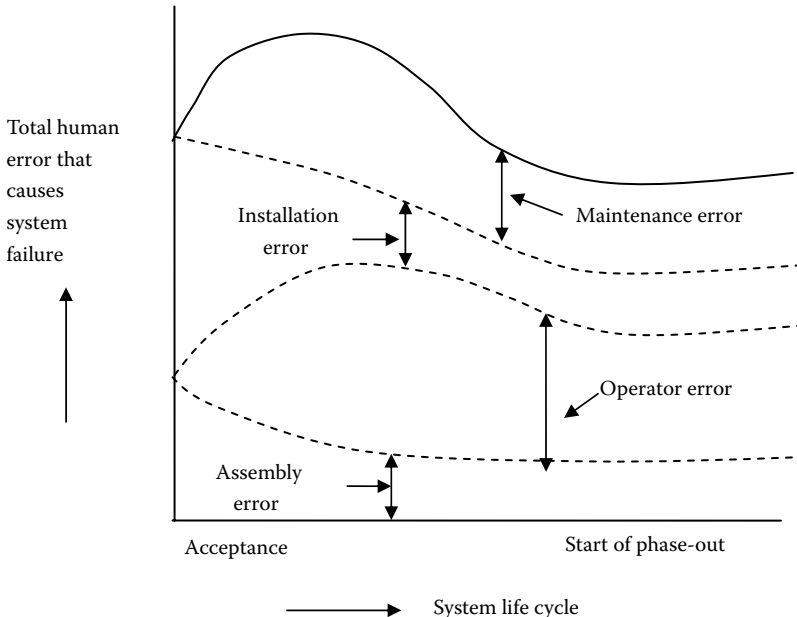 Total human
error that
causes
system
failure
Installation
error
Maintenance error
Operator error
Assembly
error
Acceptance
Start of phase-out
System life cycle